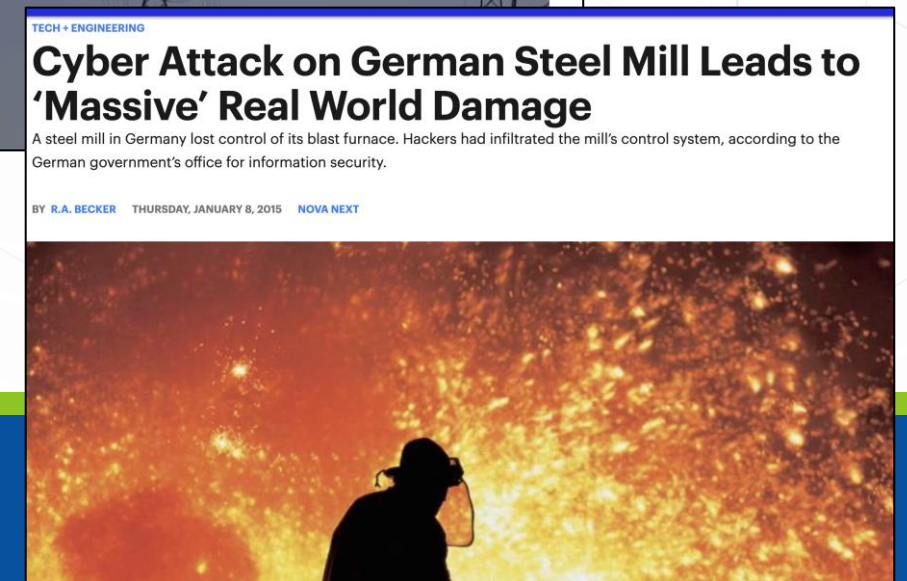 TECH + ENGINEERING
Cyber Attack on German Steel Mill Leads to
‘Massive’ Real World Damage
A steel mill in Germany lost control of its blast furnace. Hackers had infiltrated the mill’s control system, according to the
German government’s office for information security.
BY R.A. BECKER THURSDAY, JANUARY 8, 2015 NOVA NEXT